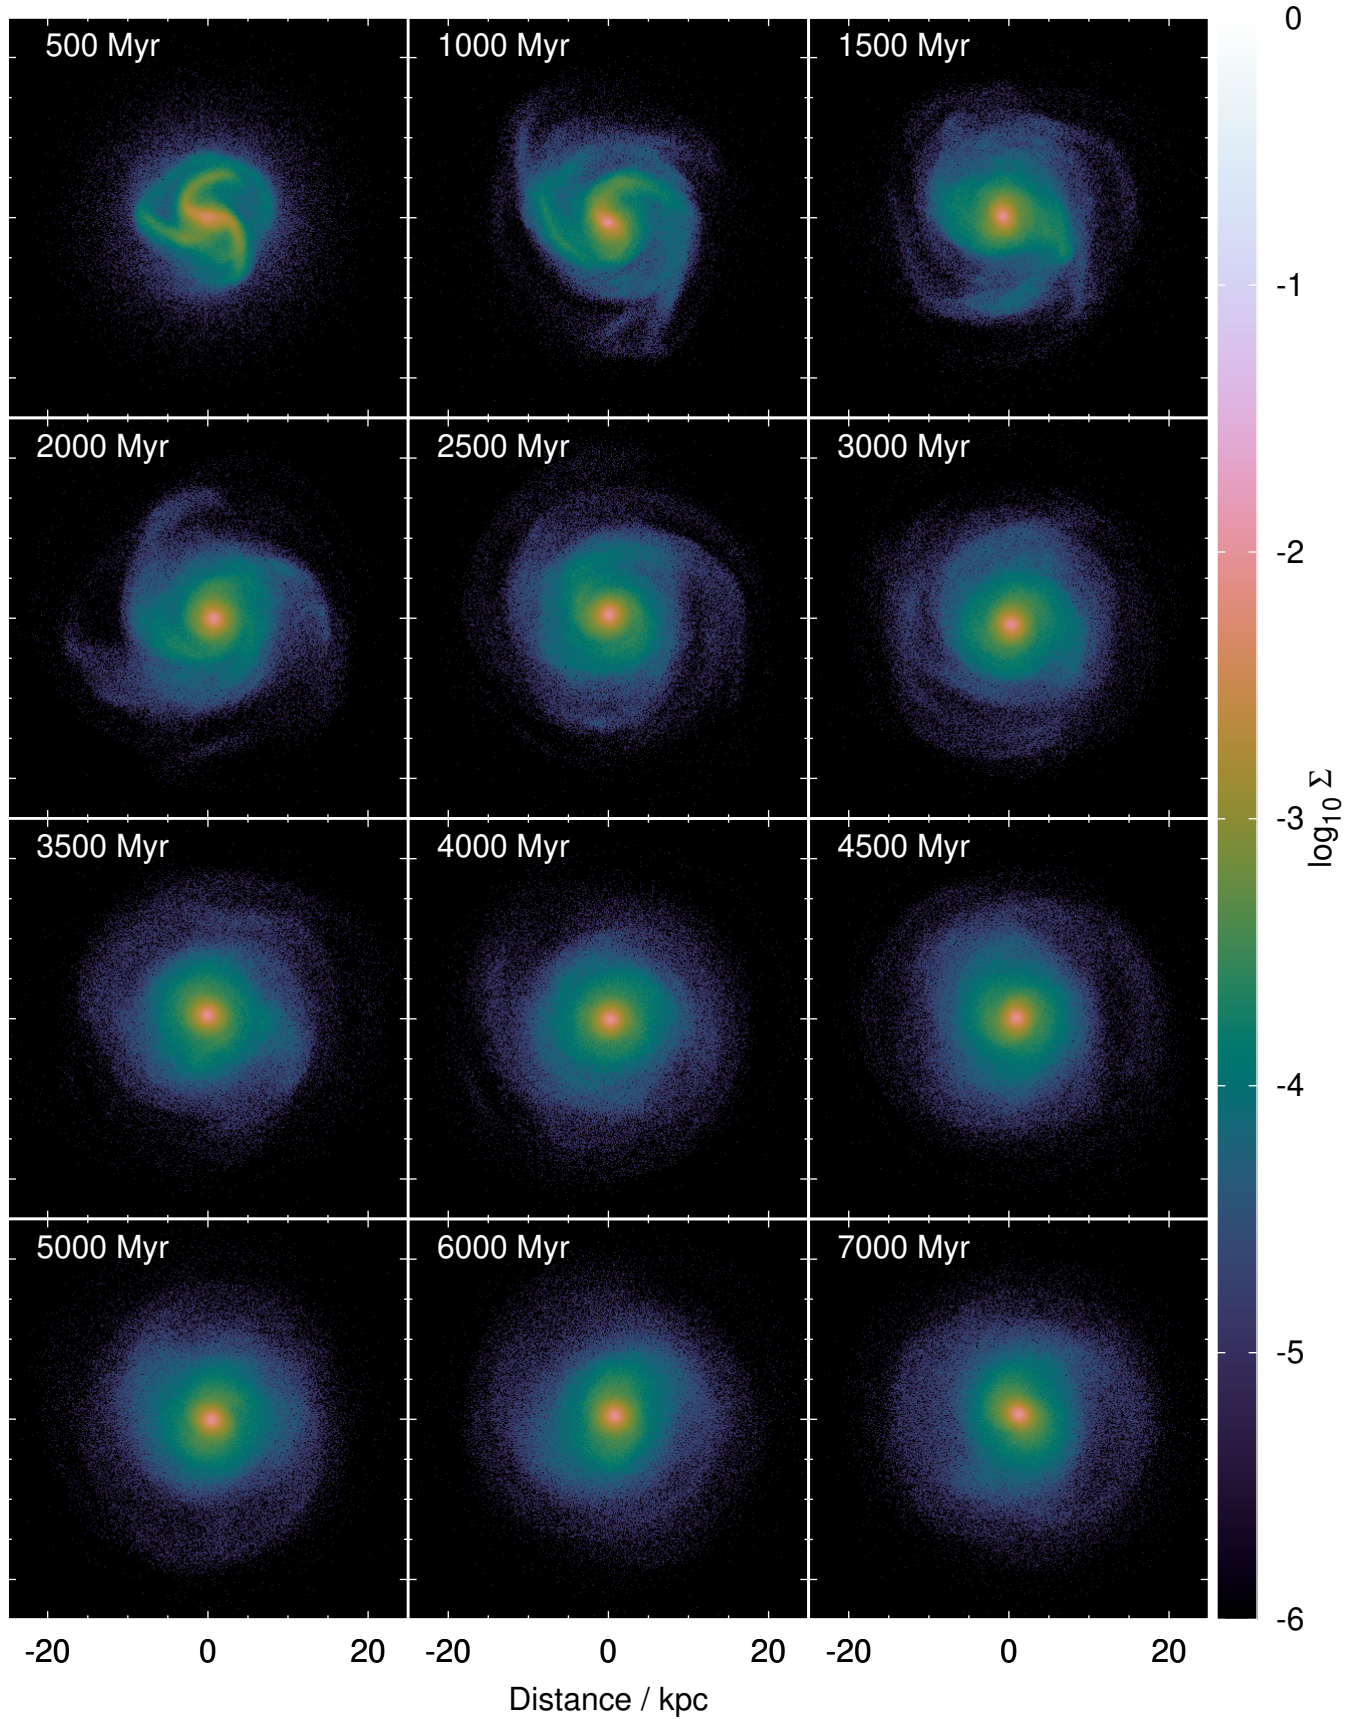 500 Myr
1000 Myr
1500 Myr
2000 Myr
2500 Myr
3000 Myr
3500 Myr
4000 Myr
4500 Myr
5000 Myr
6000 Myr
7000 Myr
0
-1
-2
-3
-4
-5
-6
log₁₀ Σ
-20 0 20 -20 0 20 -20 0 20
Distance / kpc